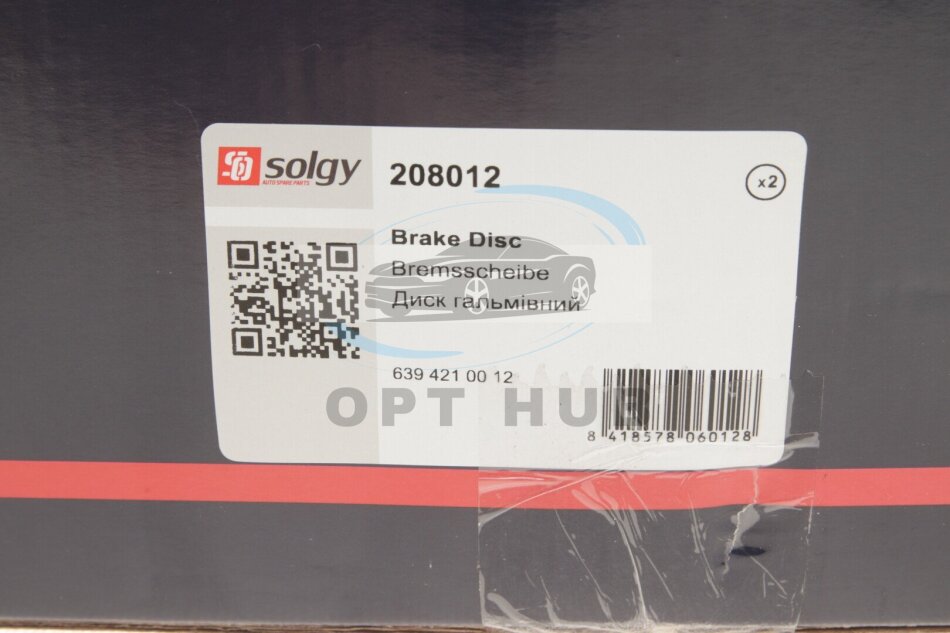 solgy
AUTO SPARE PARTS
208012
x2
Brake Disc
Bremsscheibe
Диск гальмівний
639 421 00 12
OPT HUB
8 418578 060128